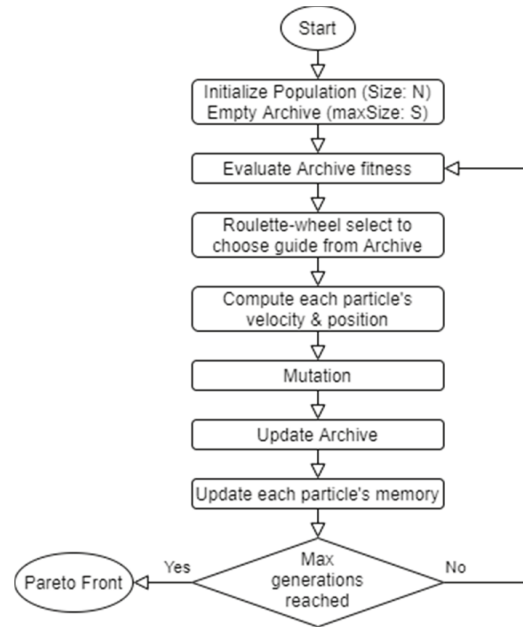 Start
Initialize Population (Size: N)
Empty Archive (maxSize: S)
Evaluate Archive fitness
Roulette-wheel select to
choose guide from Archive
Compute each particle's
velocity & position
Mutation
Update Archive
Update each particle's memory
Max
generations
reached
Yes
No
Pareto Front